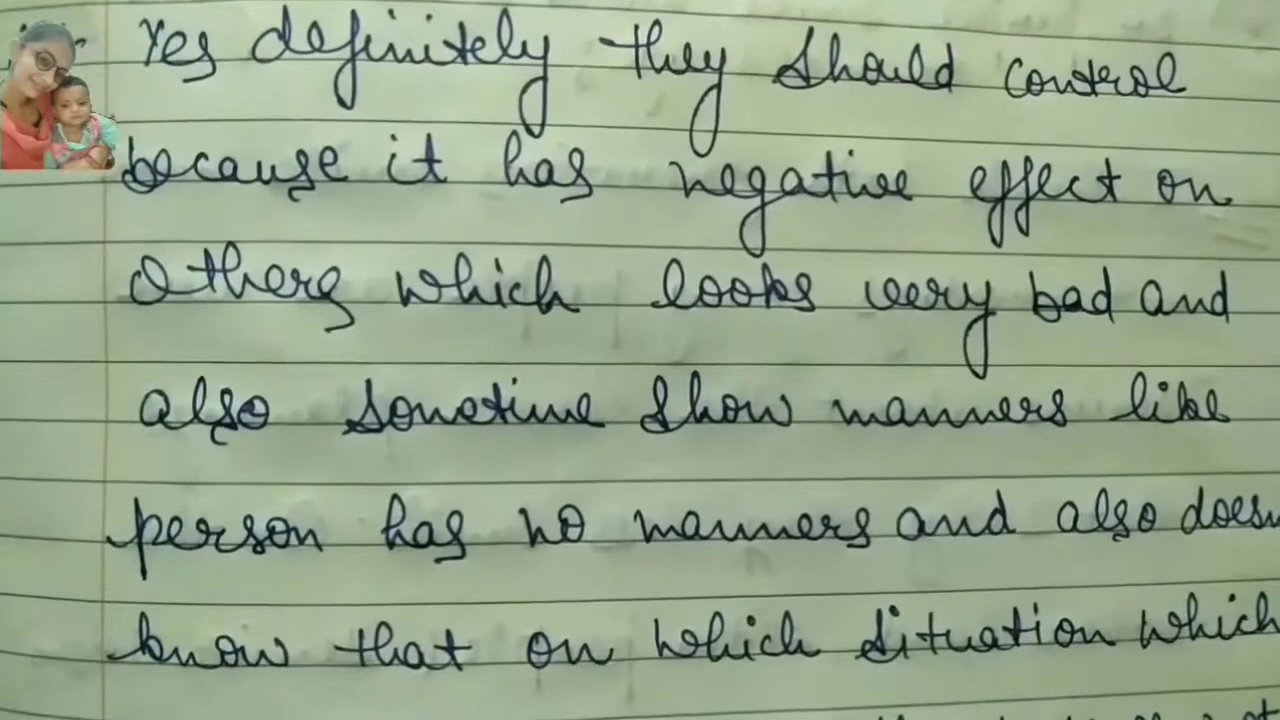 Yes definitely they should control
because it has negative effect on
others which looks very bad and
also sometime show manners like
person has no manners and also doesn
know that on which situation which